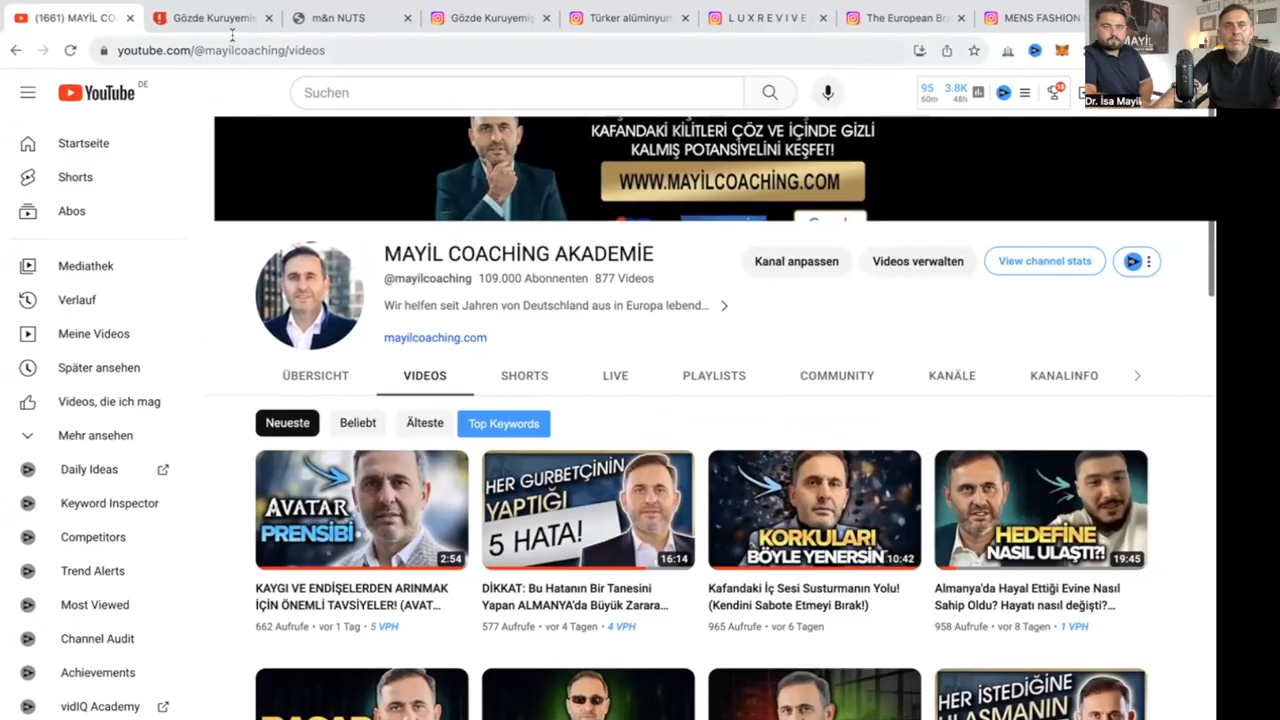 (1661) MAYİL CO
Gözde Kuruyemiş
m&n NUTS
Gözde Kuruyemiş
Türker alüminyum
L U X R E V I V E
The European Br
MENS FASHION
youtube.com/@mayilcoaching/videos
MAYİL
Dr. İsa Mayil
YouTube DE
Suchen
95 3.8K
60m 48h
18
Startseite
Shorts
Abos
Mediathek
Verlauf
Meine Videos
Später ansehen
Videos, die ich mag
Mehr ansehen
Daily Ideas
Keyword Inspector
Competitors
Trend Alerts
Most Viewed
Channel Audit
Achievements
vidIQ Academy
KAFANDAKİ KİLİTLERİ ÇÖZ VE İÇİNDE GİZLİ
KALMIŞ POTANSİYELİNİ KEŞFET!
WWW.MAYİLCOACHİNG.COM
MAYİL COACHİNG AKADEMİE
@mayilcoaching 109.000 Abonnenten 877 Videos
Wir helfen seit Jahren von Deutschland aus in Europa lebend...
mayilcoaching.com
Kanal anpassen
Videos verwalten
View channel stats
ÜBERSICHT
VIDEOS
SHORTS
LIVE
PLAYLISTS
COMMUNITY
KANÄLE
KANALINFO
Neueste
Beliebt
Älteste
Top Keywords
AVATAR
PRENSİBİ
2:54
KAYGI VE ENDİŞELERDEN ARINMAK
İÇİN ÖNEMLİ TAVSİYELER! (AVAT...
662 Aufrufe • vor 1 Tag • 5 VPH
HER GURBETÇİNİN
YAPTIĞI
5 HATA!
16:14
DİKKAT: Bu Hatanın Bir Tanesini
Yapan ALMANYA'da Büyük Zarara...
577 Aufrufe • vor 4 Tagen • 4 VPH
KORKULARI
BÖYLE YENERSİN
10:42
Kafandaki İç Sesi Susturmanın Yolu!
(Kendini Sabote Etmeyi Bırak!)
965 Aufrufe • vor 6 Tagen
HEDEFİNE
NASIL ULAŞTI?!
19:45
Almanya'da Hayal Ettiği Evine Nasıl
Sahip Oldu? Hayatı nasıl değişti?...
958 Aufrufe • vor 8 Tagen • 1 VPH
HER İSTEDİĞİNE
ULAŞMANIN